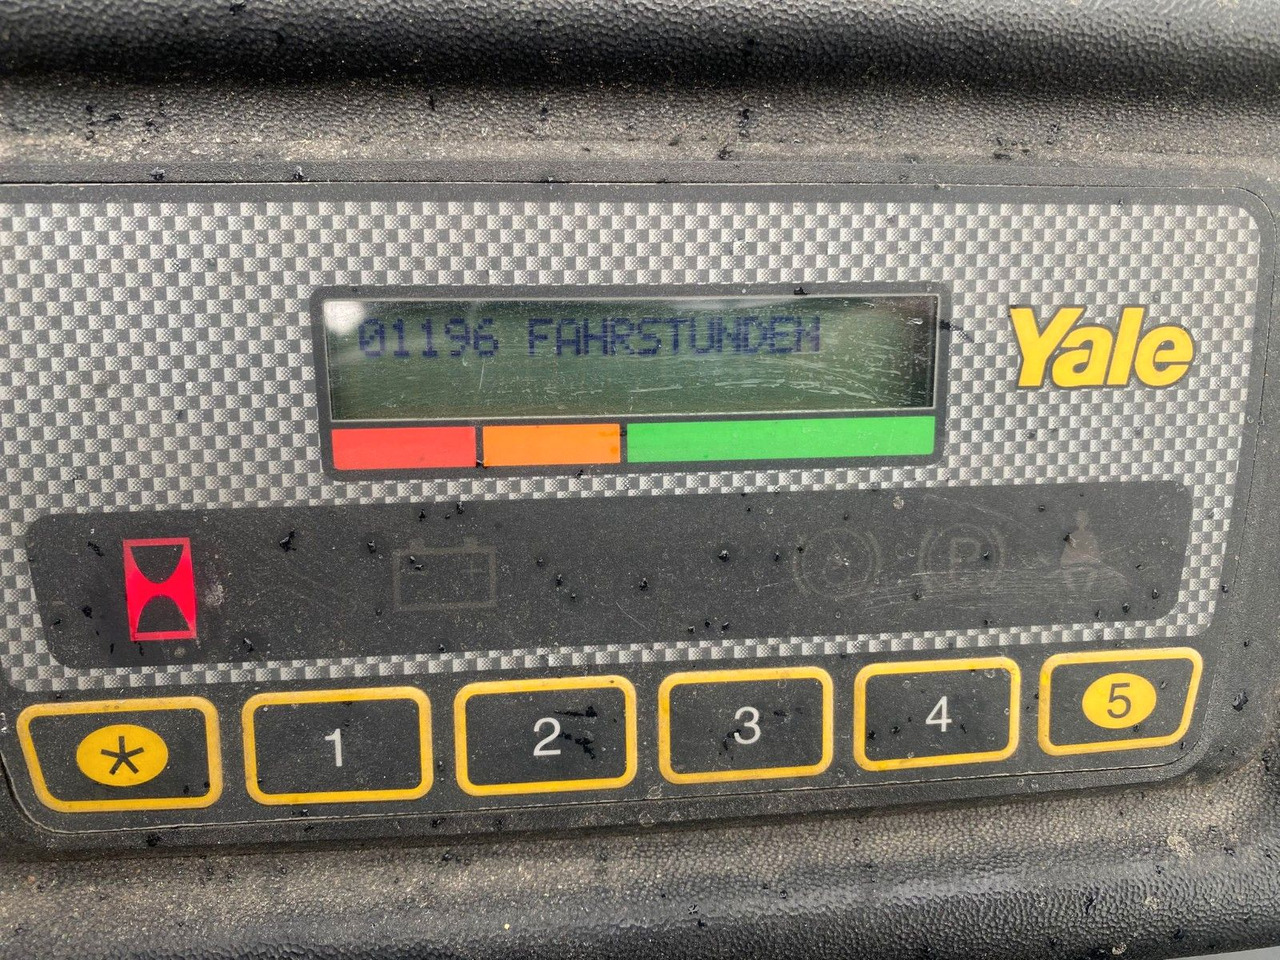 01196 FAHRSTUNDEN
Yale
P
* 1 2 3 4 5